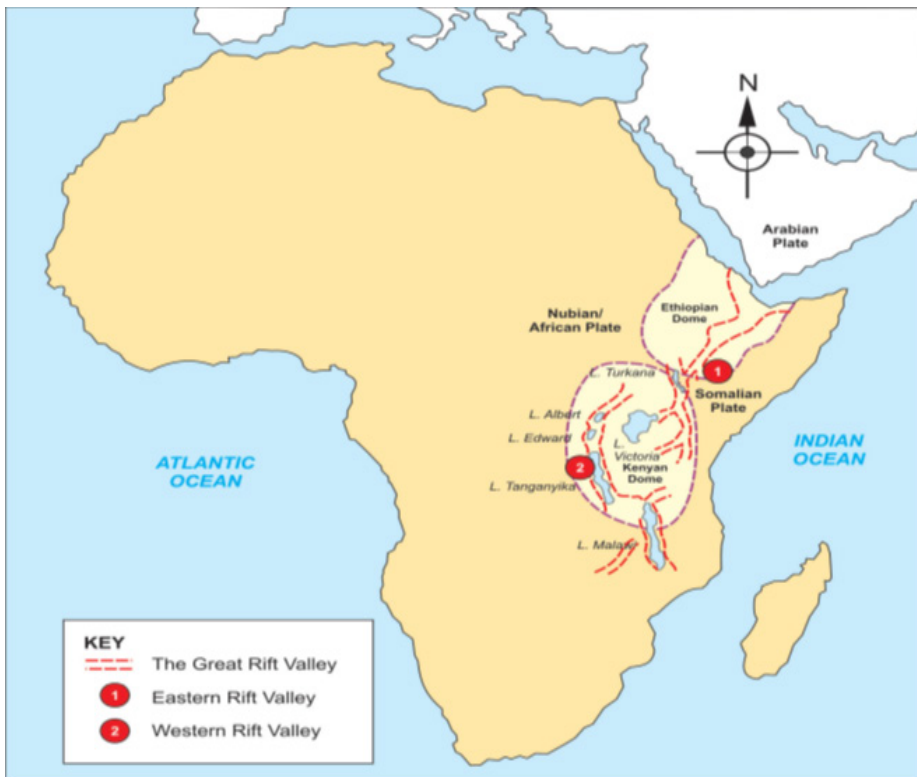 N
Arabian
Plate
Ethiopian
Dome
Nubian/
African Plate
L. Turkana
1
Somalian
Plate
L. Albert
L. Edward
L.
Victoria
Kenyan
Dome
2
L. Tanganyika
L. Malawi
ATLANTIC
OCEAN
INDIAN
OCEAN
KEY
The Great Rift Valley
1 Eastern Rift Valley
2 Western Rift Valley